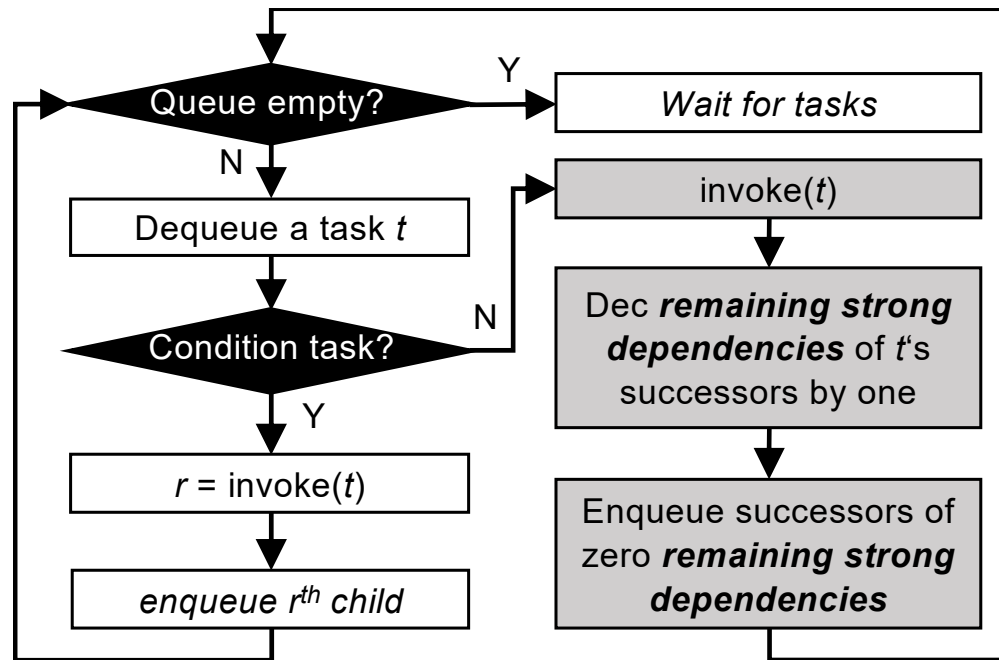 Queue empty?
Y
Wait for tasks
N
Dequeue a task t
invoke(t)
Condition task?
N
Dec remaining strong
dependencies of t‘s
successors by one
Y
r = invoke(t)
enqueue rth child
Enqueue successors of
zero remaining strong
dependencies